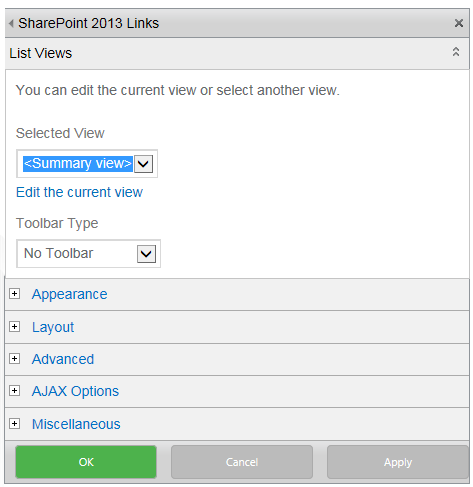 SharePoint 2013 Links
List Views
You can edit the current view or select another view.
Selected View
<Summary view>
Edit the current view
Toolbar Type
No Toolbar
Appearance
Layout
Advanced
AJAX Options
Miscellaneous
OK Cancel Apply